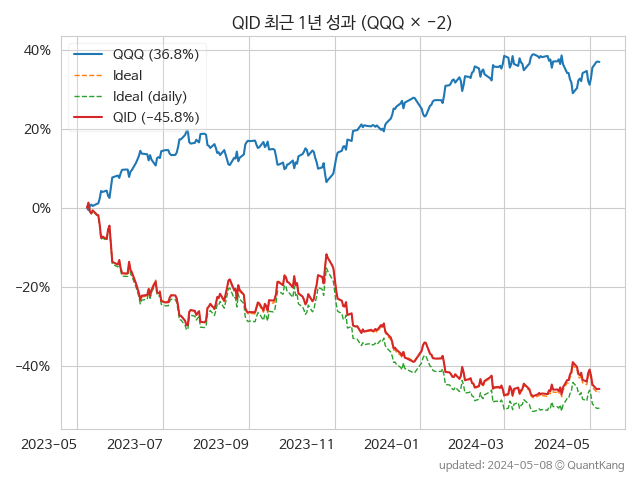 QID 최근 1년 성과 (QQQ × −2)
QQQ (36.8%)
Ideal
Ideal (daily)
QID (−45.8%)
40%
20%
0%
−20%
−40%
2023−05
2023−07
2023−09
2023−11
2024−01
2024−03
2024−05
updated: 2024-05-08 © QuantKang